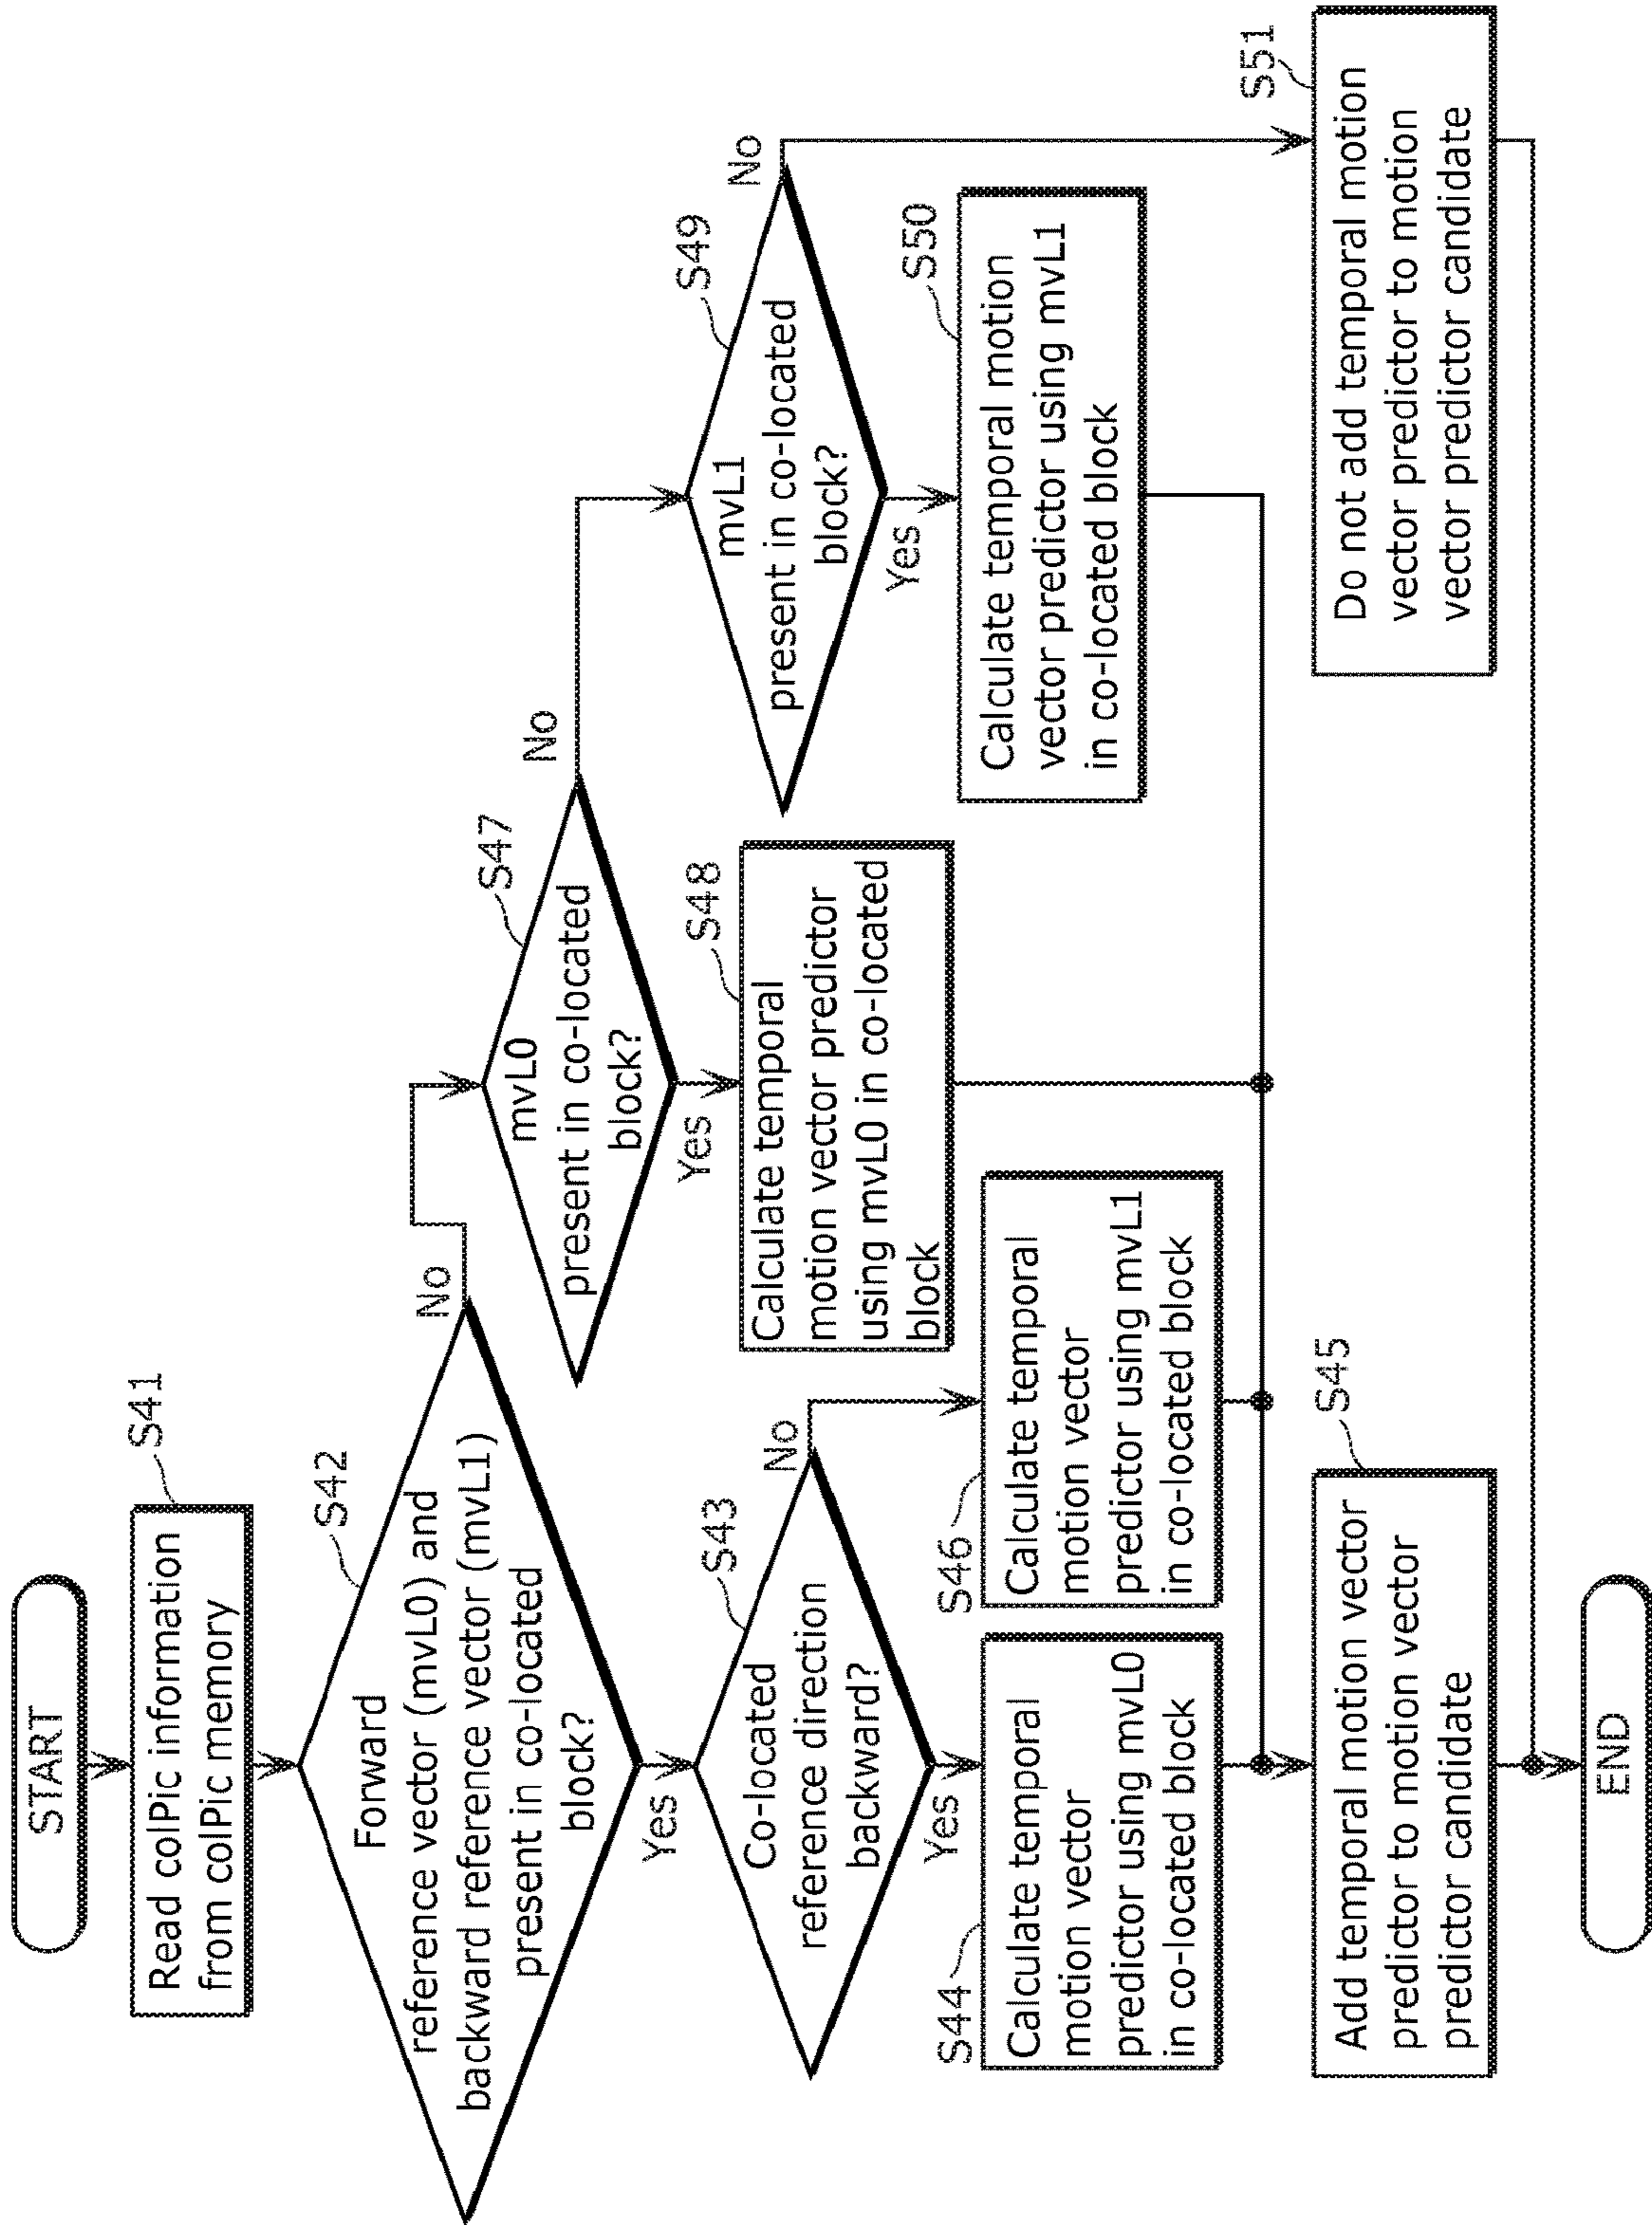 START
S41
Read colPic information
from colPic memory
S42
Forward
reference vector (mvL0) and
backward reference vector (mvL1)
present in co-located
block?
No
Yes
S47
mvL0
present in co-located
block?
No
Yes
S49
mvL1
present in co-located
block?
No
Yes
S43
Co-located
reference direction
backward?
No
Yes
S44
Calculate temporal
motion vector
predictor using mvL0
in co-located block
S46
Calculate temporal
motion vector
predictor using mvL1
in co-located block
S48
Calculate temporal
motion vector predictor
using mvL0 in co-located
block
S50
Calculate temporal motion
vector predictor using mvL1
in co-located block
S45
Add temporal motion vector
predictor to motion vector
predictor candidate
S51
Do not add temporal motion
vector predictor to motion
vector predictor candidate
END